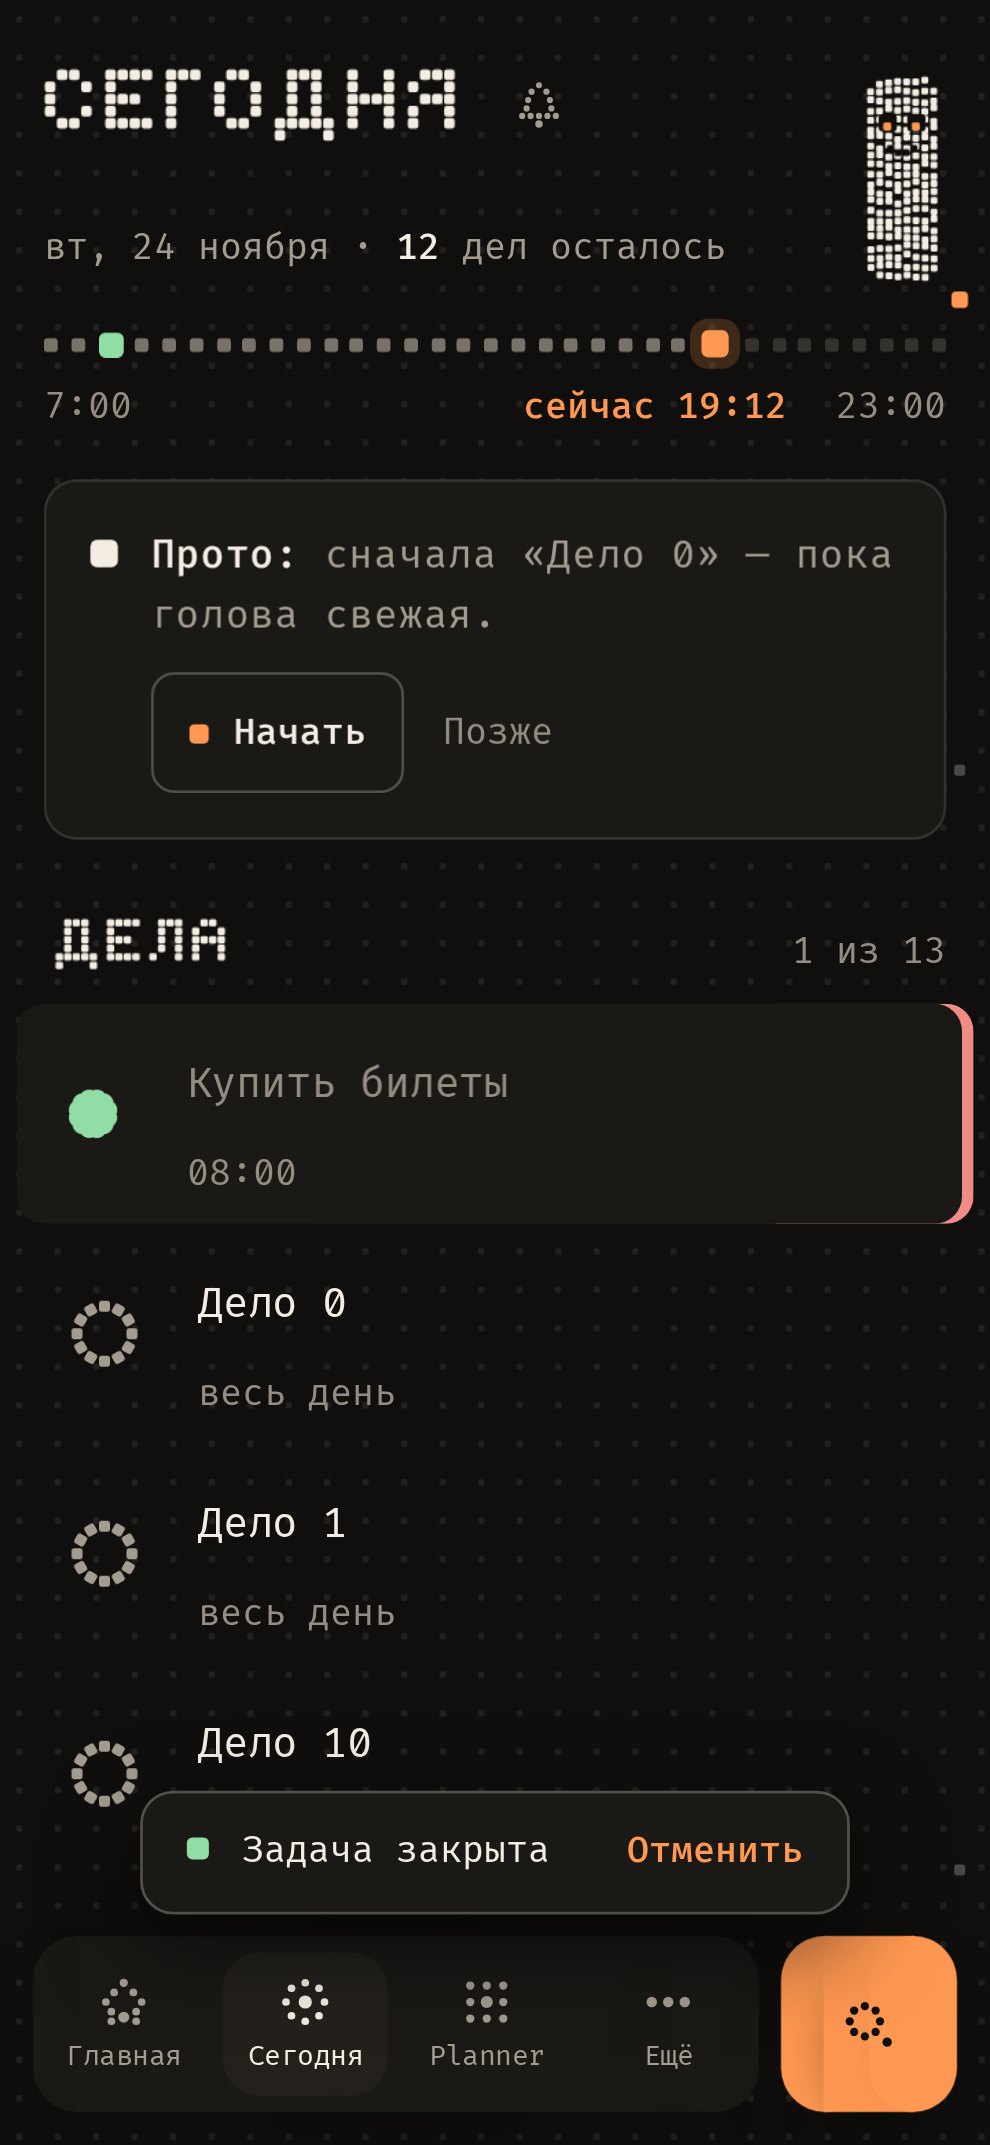 СЕГОДНЯ
вт, 24 ноября · 12 дел осталось
7:00 сейчас 19:12 23:00
Прото: сначала «Дело 0» — пока
голова свежая.
Начать Позже
ДЕЛА 1 из 13
Купить билеты
08:00
Дело 0
весь день
Дело 1
весь день
Дело 10
Задача закрыта Отменить
Главная Сегодня Planner Ещё